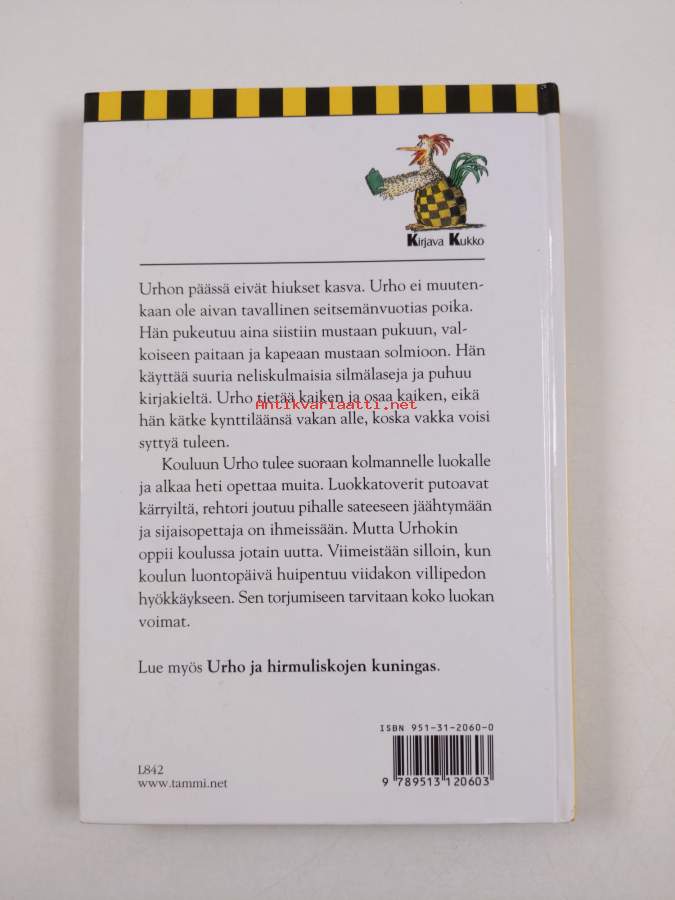 Kirjava Kukko
Urhon päässä eivät hiukset kasva. Urho ei muuten-
kaan ole aivan tavallinen seitsemänvuotias poika.
Hän pukeutuu aina siistiin mustaan pukuun, val-
koiseen paitaan ja kapeaan mustaan solmioon. Hän
käyttää suuria neliskulmaisia silmälaseja ja puhuu
kirjakieltä. Urho tietää kaiken ja osaa kaiken, eikä
Antikvariaatti.net
hän kätke kynttiläänsä vakan alle, koska vakka voisi
syttyä tuleen.
Kouluun Urho tulee suoraan kolmannelle luokalle
ja alkaa heti opettaa muita. Luokkatoverit putoavat
kärryiltä, rehtori joutuu pihalle sateeseen jäähtymään
ja sijaisopettaja on ihmeissään. Mutta Urhokin
oppii koulussa jotain uutta. Viimeistään silloin, kun
koulun luontopäivä huipentuu viidakon villipedon
hyökkäykseen. Sen torjumiseen tarvitaan koko luokan
voimat.
Lue myös Urho ja hirmuliskojen kuningas.
ISBN 951-31-2060-0
9 789513 120603
L842
www.tammi.net